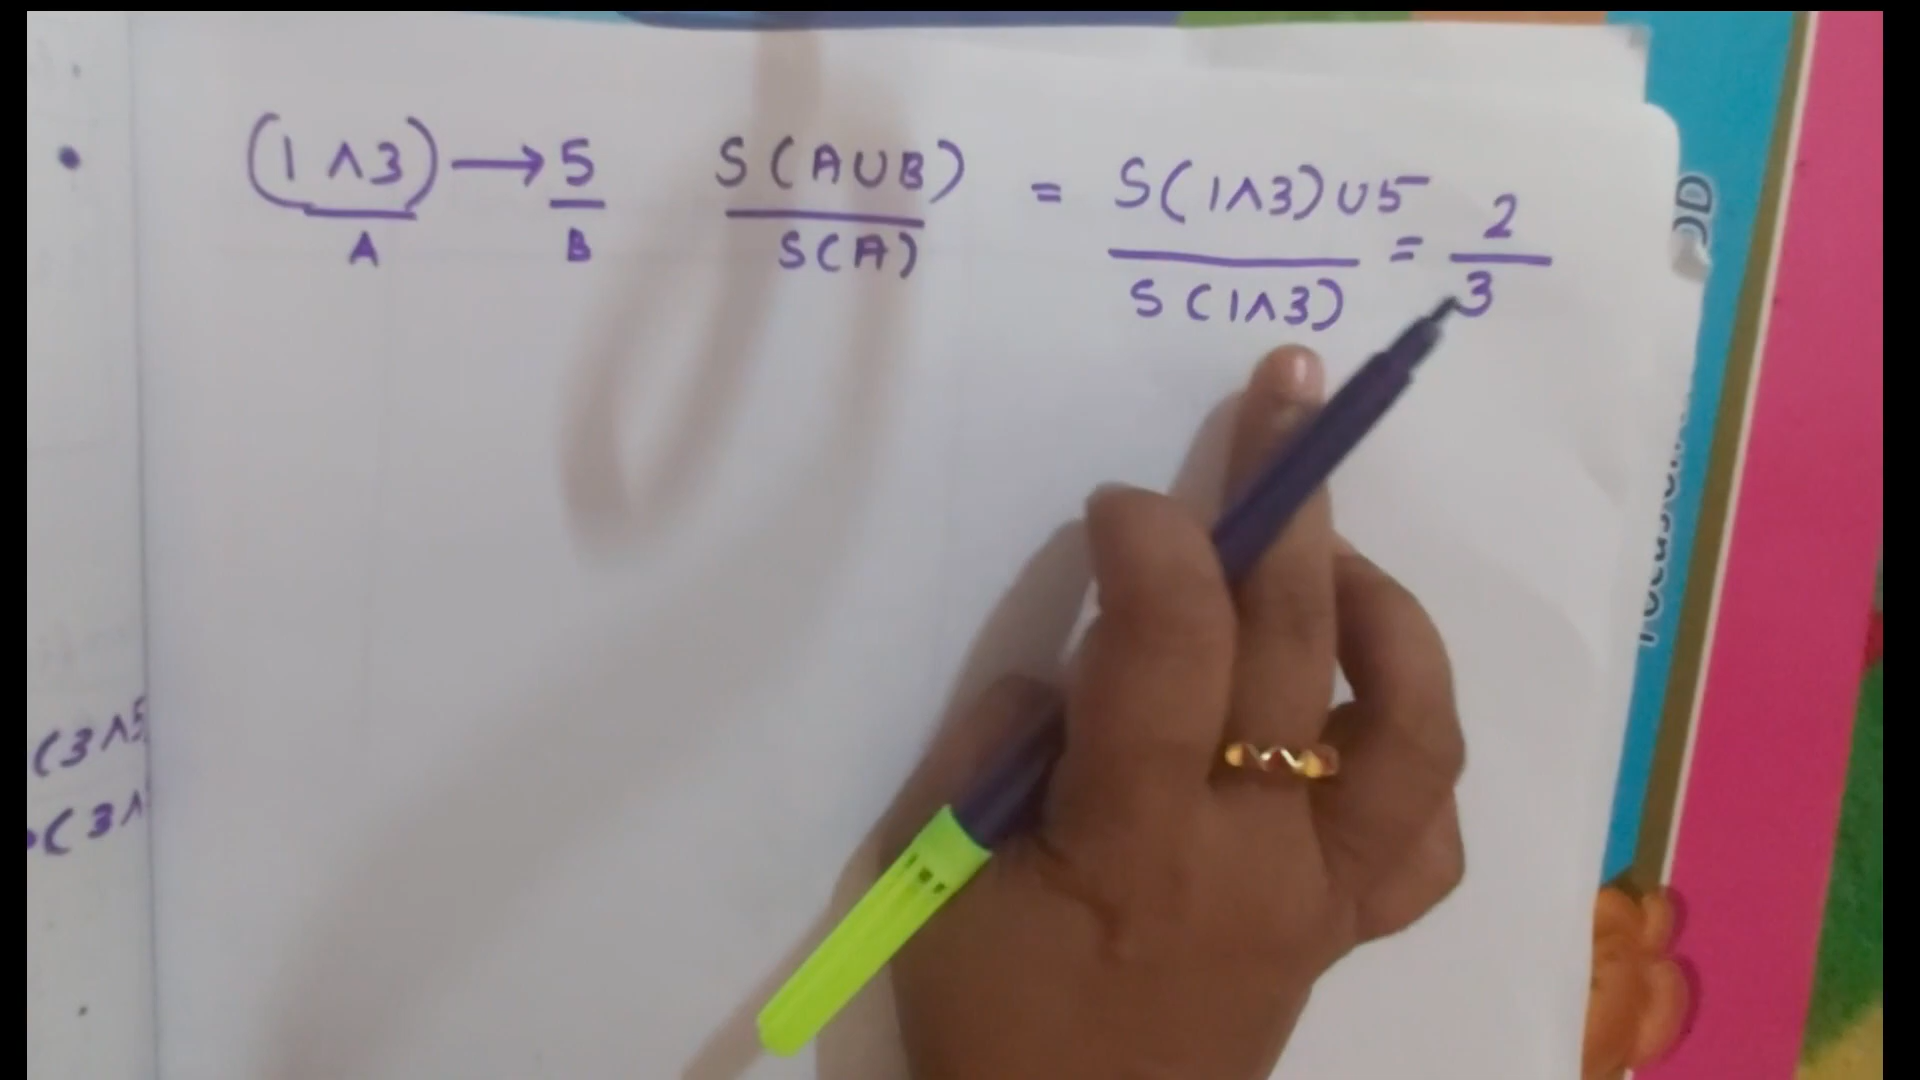 (1∧3) → 5 S(A∪B) = S(1∧3)∪5 = 2
A B S(A) S(1∧3) 3
(3∧5
(3∧